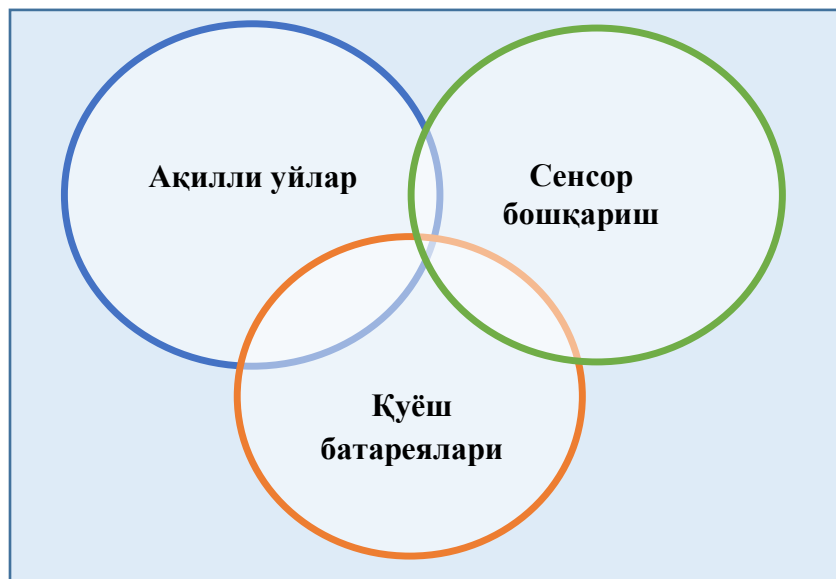 Ақилли уйлар
Сенсор
бошқариш
Қуёш
батареялари